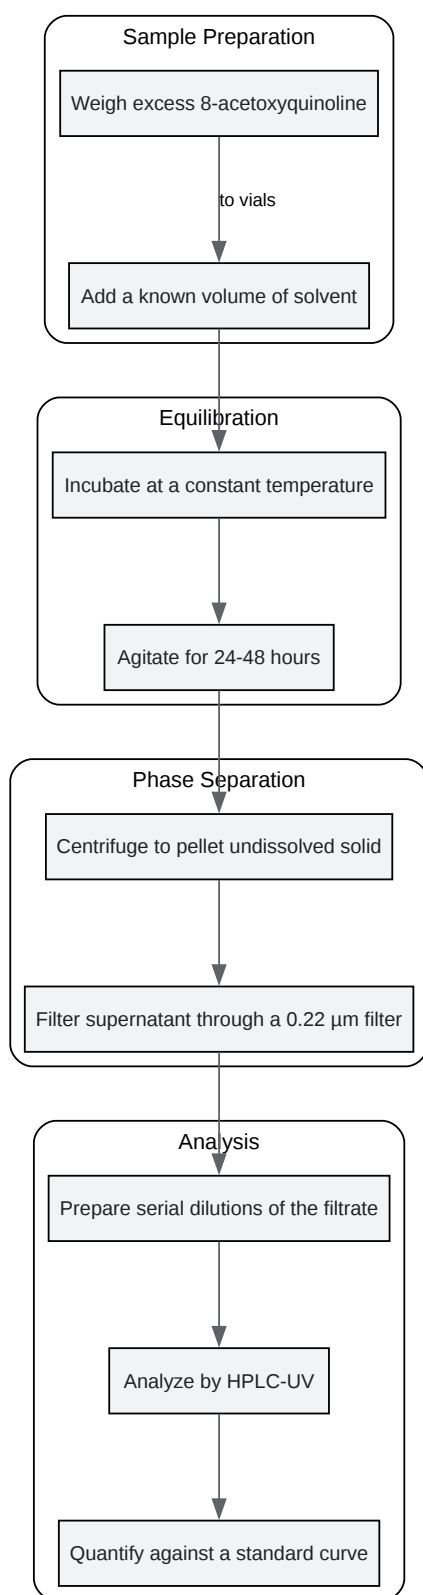 Sample Preparation
Weigh excess 8-acetoxyquinoline
to vials
Add a known volume of solvent
Equilibration
Incubate at a constant temperature
Agitate for 24-48 hours
Phase Separation
Centrifuge to pellet undissolved solid
Filter supernatant through a 0.22 µm filter
Analysis
Prepare serial dilutions of the filtrate
Analyze by HPLC-UV
Quantify against a standard curve